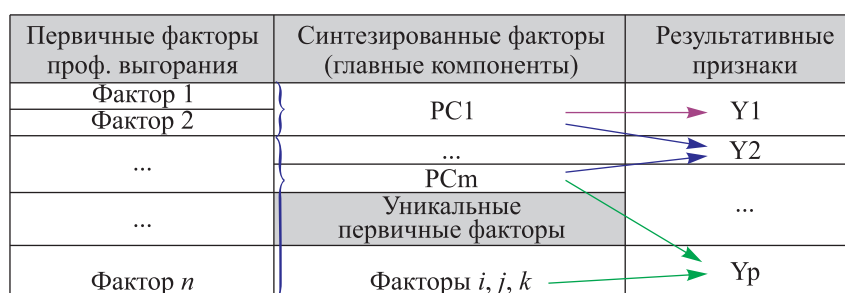 Первичные факторы
проф. выгорания
Синтезированные факторы
(главные компоненты)
Результативные
признаки
Фактор 1
Фактор 2
PC1
Y1
...
...
Y2
PCm
...
Уникальные
первичные факторы
...
Фактор n
Факторы i, j, k
Yp